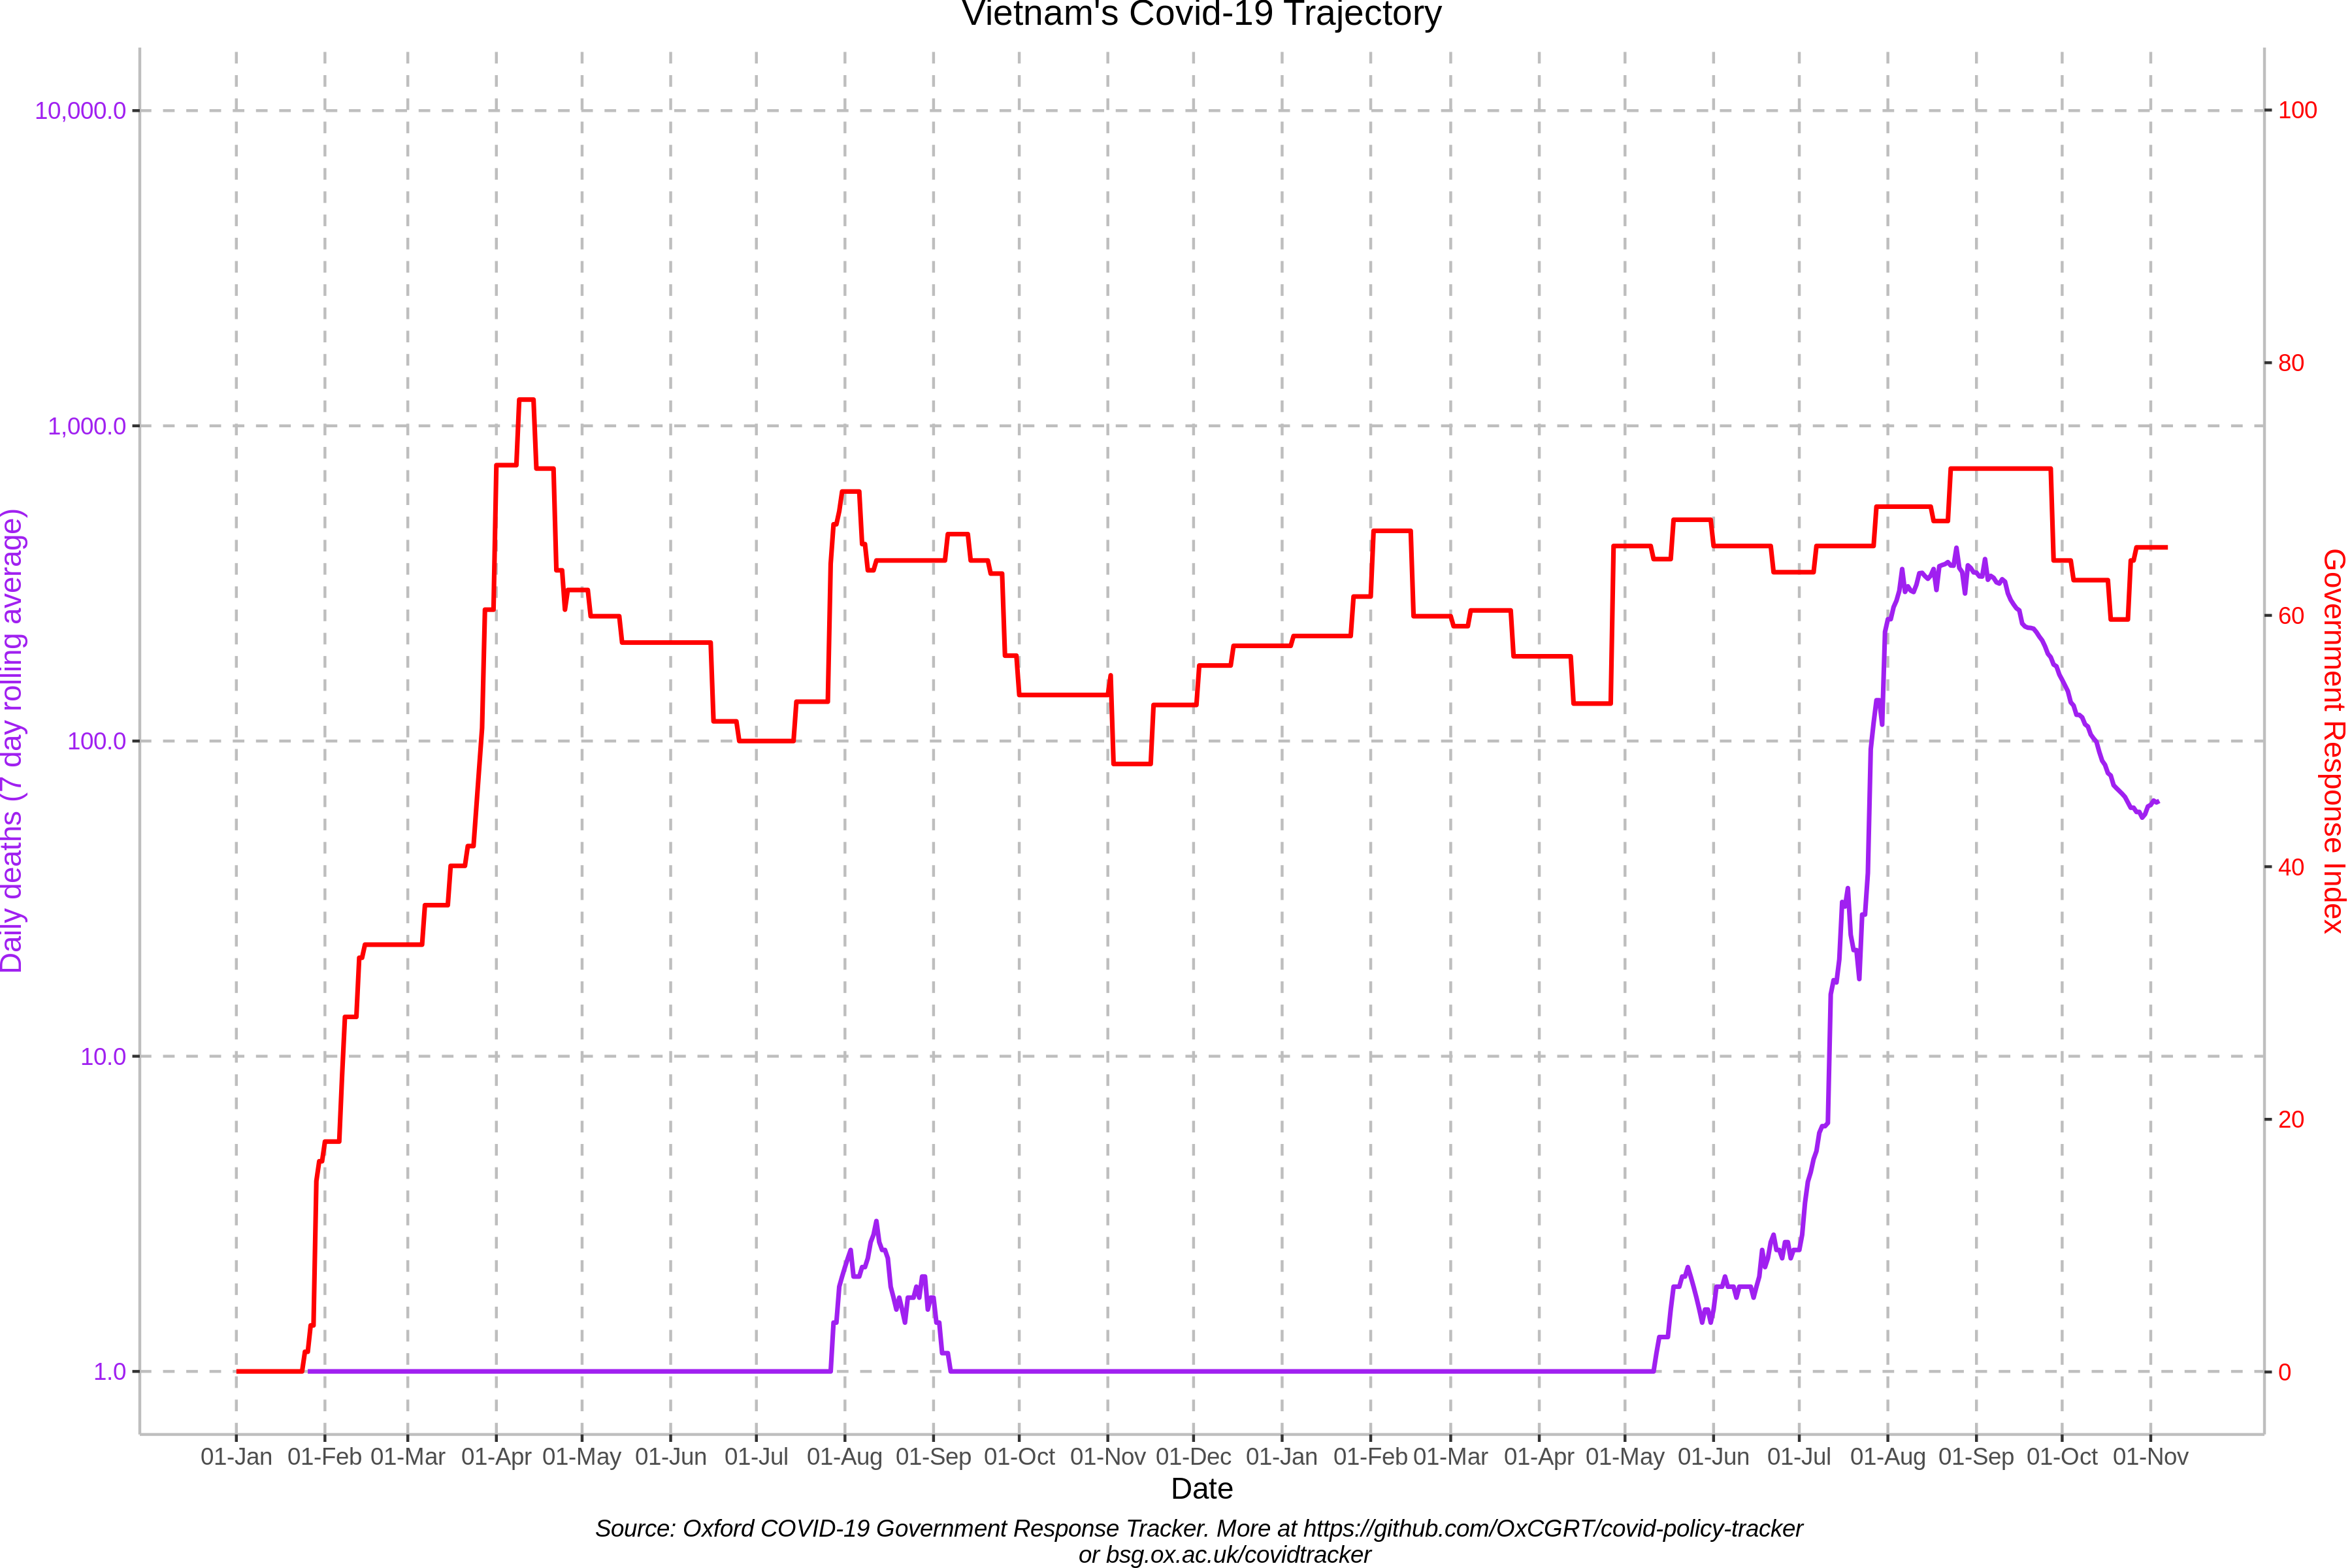 Vietnam's Covid-19 Trajectory
10,000.0
1,000.0
100.0
10.0
1.0
Daily deaths (7 day rolling average)
100
80
60
40
20
0
Government Response Index
01-Jan 01-Feb 01-Mar 01-Apr 01-May 01-Jun 01-Jul 01-Aug 01-Sep 01-Oct 01-Nov 01-Dec 01-Jan 01-Feb 01-Mar 01-Apr 01-May 01-Jun 01-Jul 01-Aug 01-Sep 01-Oct 01-Nov
Date
Source: Oxford COVID-19 Government Response Tracker. More at https://github.com/OxCGRT/covid-policy-tracker
or bsg.ox.ac.uk/covidtracker